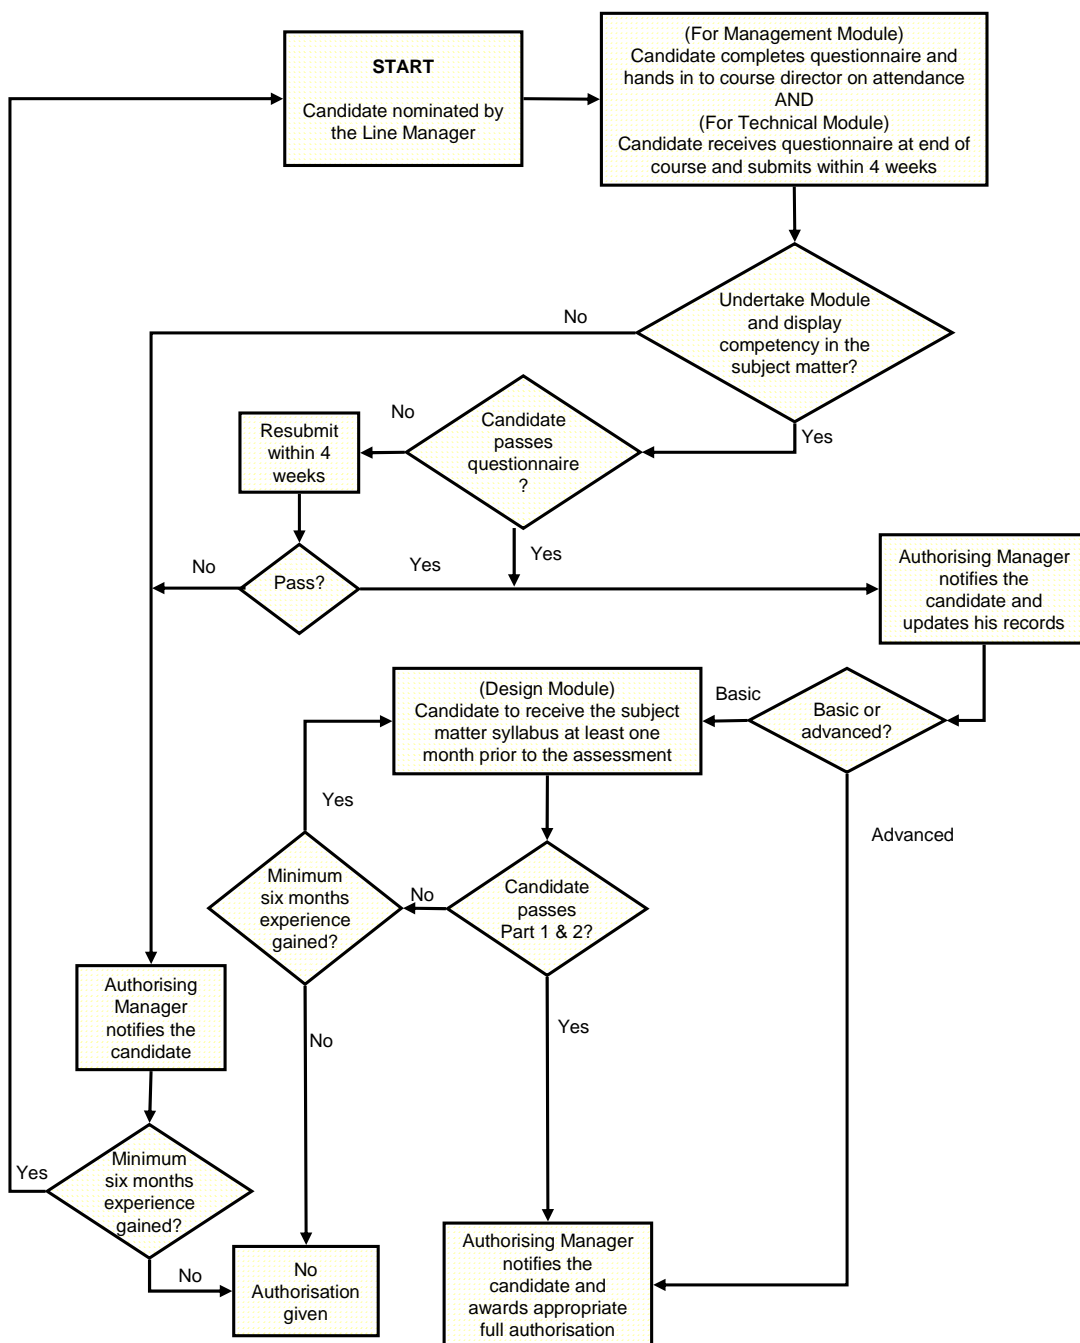 START
Candidate nominated by
the Line Manager
(For Management Module)
Candidate completes questionnaire and
hands in to course director on attendance
AND
(For Technical Module)
Candidate receives questionnaire at end of
course and submits within 4 weeks
Undertake Module
and display
competency in the
subject matter?
No
Yes
Candidate
passes
questionnaire
?
No
Yes
Resubmit
within 4
weeks
Pass?
No
Yes
Authorising Manager
notifies the
candidate and
updates his records
Basic or
advanced?
Basic
Advanced
(Design Module)
Candidate to receive the subject
matter syllabus at least one
month prior to the assessment
Yes
Candidate
passes
Part 1 & 2?
No
Yes
Minimum
six months
experience
gained?
No
Authorising
Manager
notifies the
candidate
Minimum
six months
experience
gained?
Yes
No
No
Authorisation
given
Authorising Manager
notifies the
candidate and
awards appropriate
full authorisation